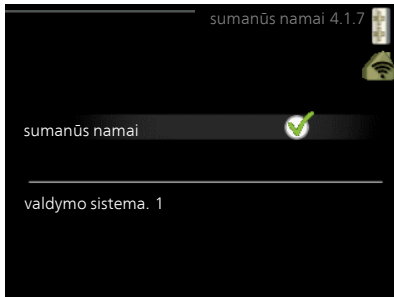 sumanūs namai 4.1.7
sumanūs namai
valdymo sistema. 1